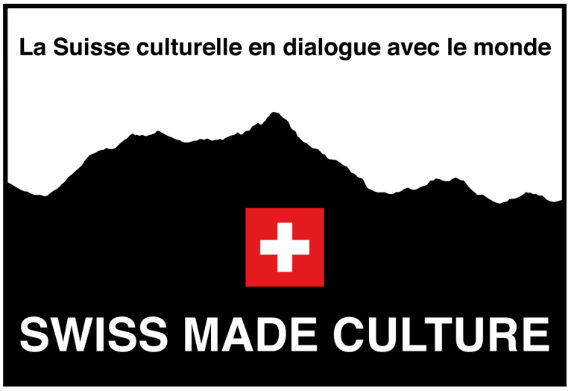 La Suisse culturelle en dialogue avec le monde
SWISS MADE CULTURE